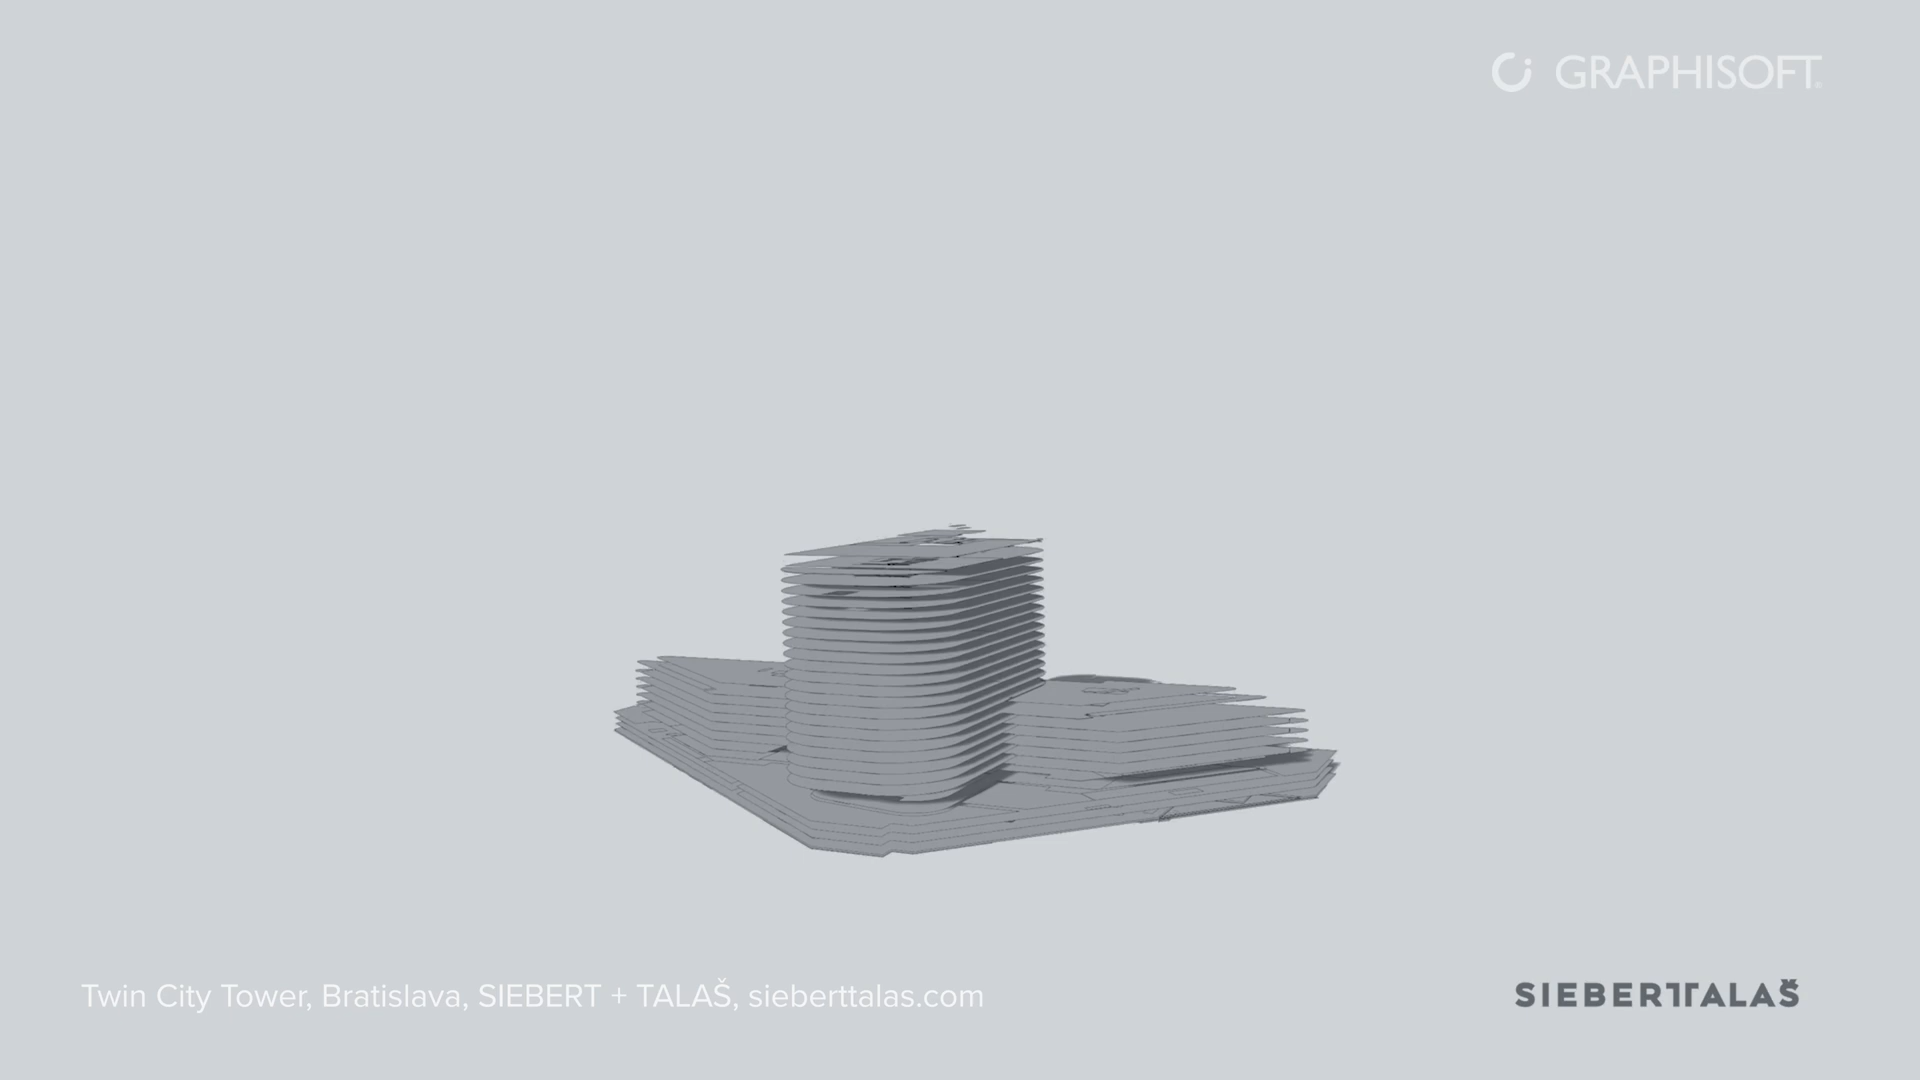 GRAPHISOFT
Twin City Tower, Bratislava, SIEBERT + TALAŠ, sieberttalas.com
SIEBERTTALAŠ